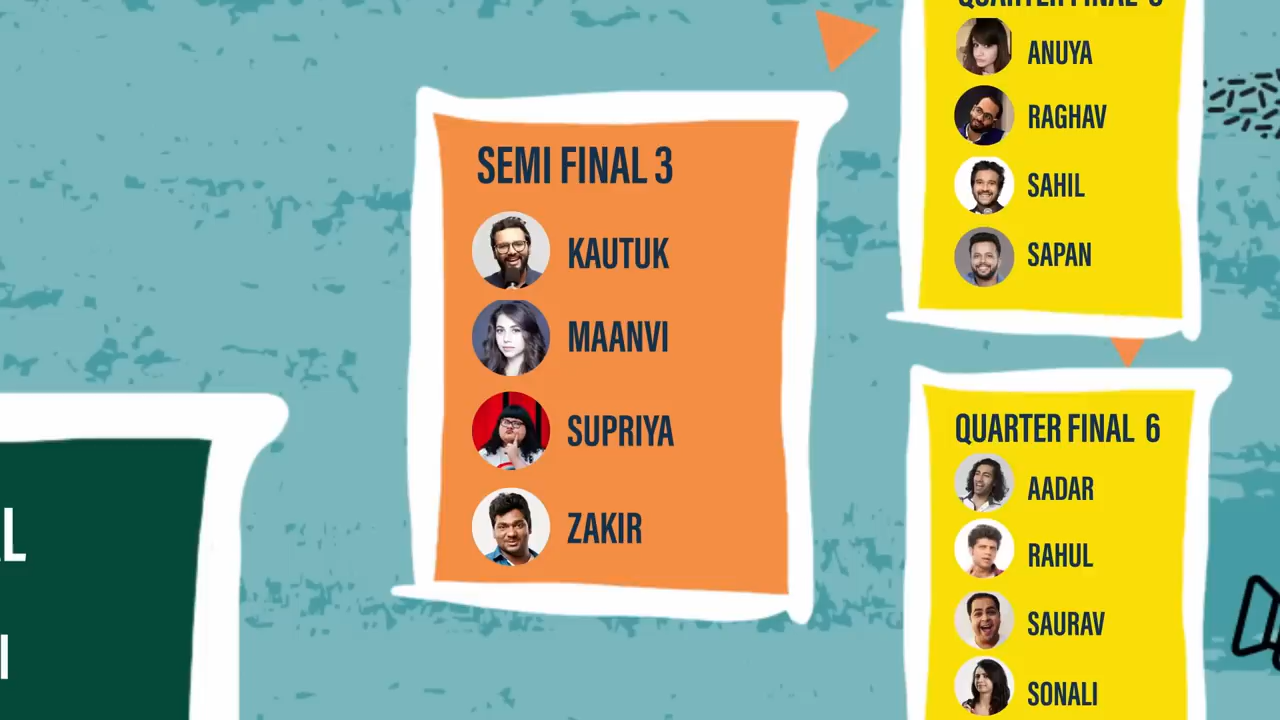 SEMI FINAL 3
KAUTUK
MAANVI
SUPRIYA
ZAKIR
ANUYA
RAGHAV
SAHIL
SAPAN
QUARTER FINAL 6
AADAR
RAHUL
SAURAV
SONALI